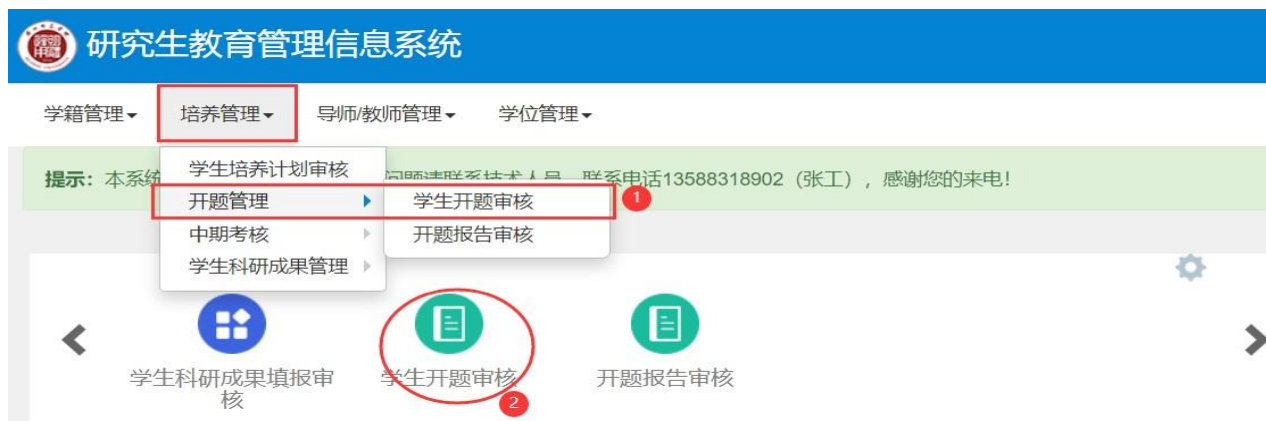 研究生教育管理信息系统
学籍管理 培养管理 导师/教师管理 学位管理
提示：本系统 问题请联系技术人员，联系电话13588318902（张工），感谢您的来电！
学生培养计划审核
开题管理 学生开题审核 1
中期考核 开题报告审核
学生科研成果管理
学生科研成果填报审核 学生开题审核 开题报告审核
2